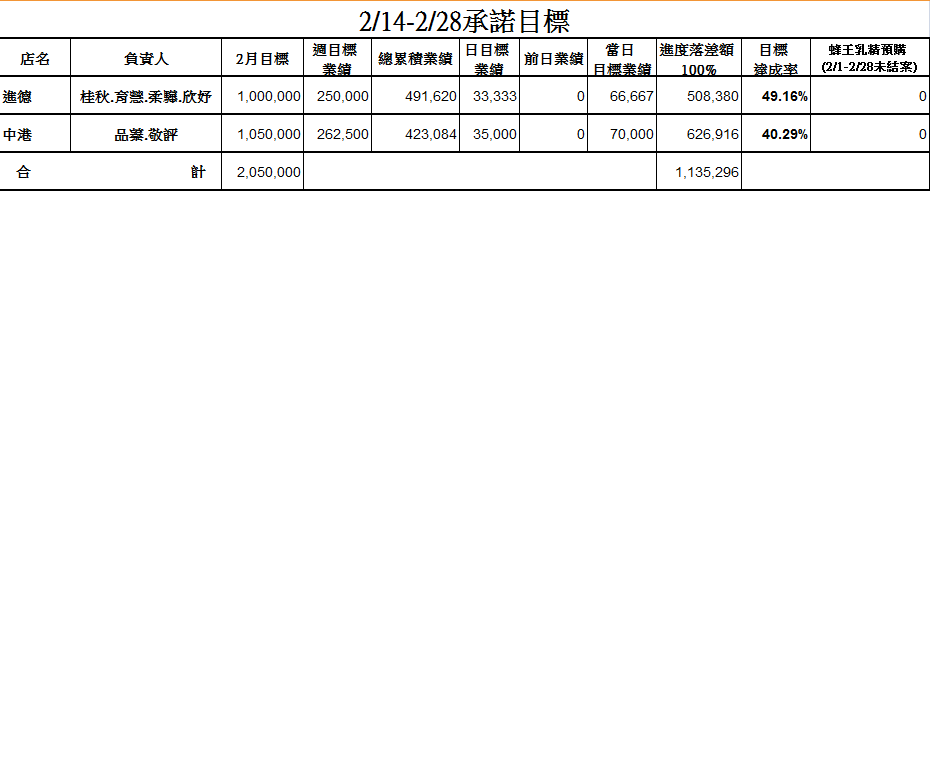 2/14-2/28承諾目標
店名 負責人 2月目標 週目標業績 總累積業績 日目標業績 前日業績 當日目標業績 進度落差額100% 目標達成率 蜂王乳精預購(2/1-2/28未結案)
進德 桂秋.育慧.柔驊.欣妤 1,000,000 250,000 491,620 33,333 0 66,667 508,380 49.16% 0
中港 品蓁.敬評 1,050,000 262,500 423,084 35,000 0 70,000 626,916 40.29% 0
合 計 2,050,000 1,135,296